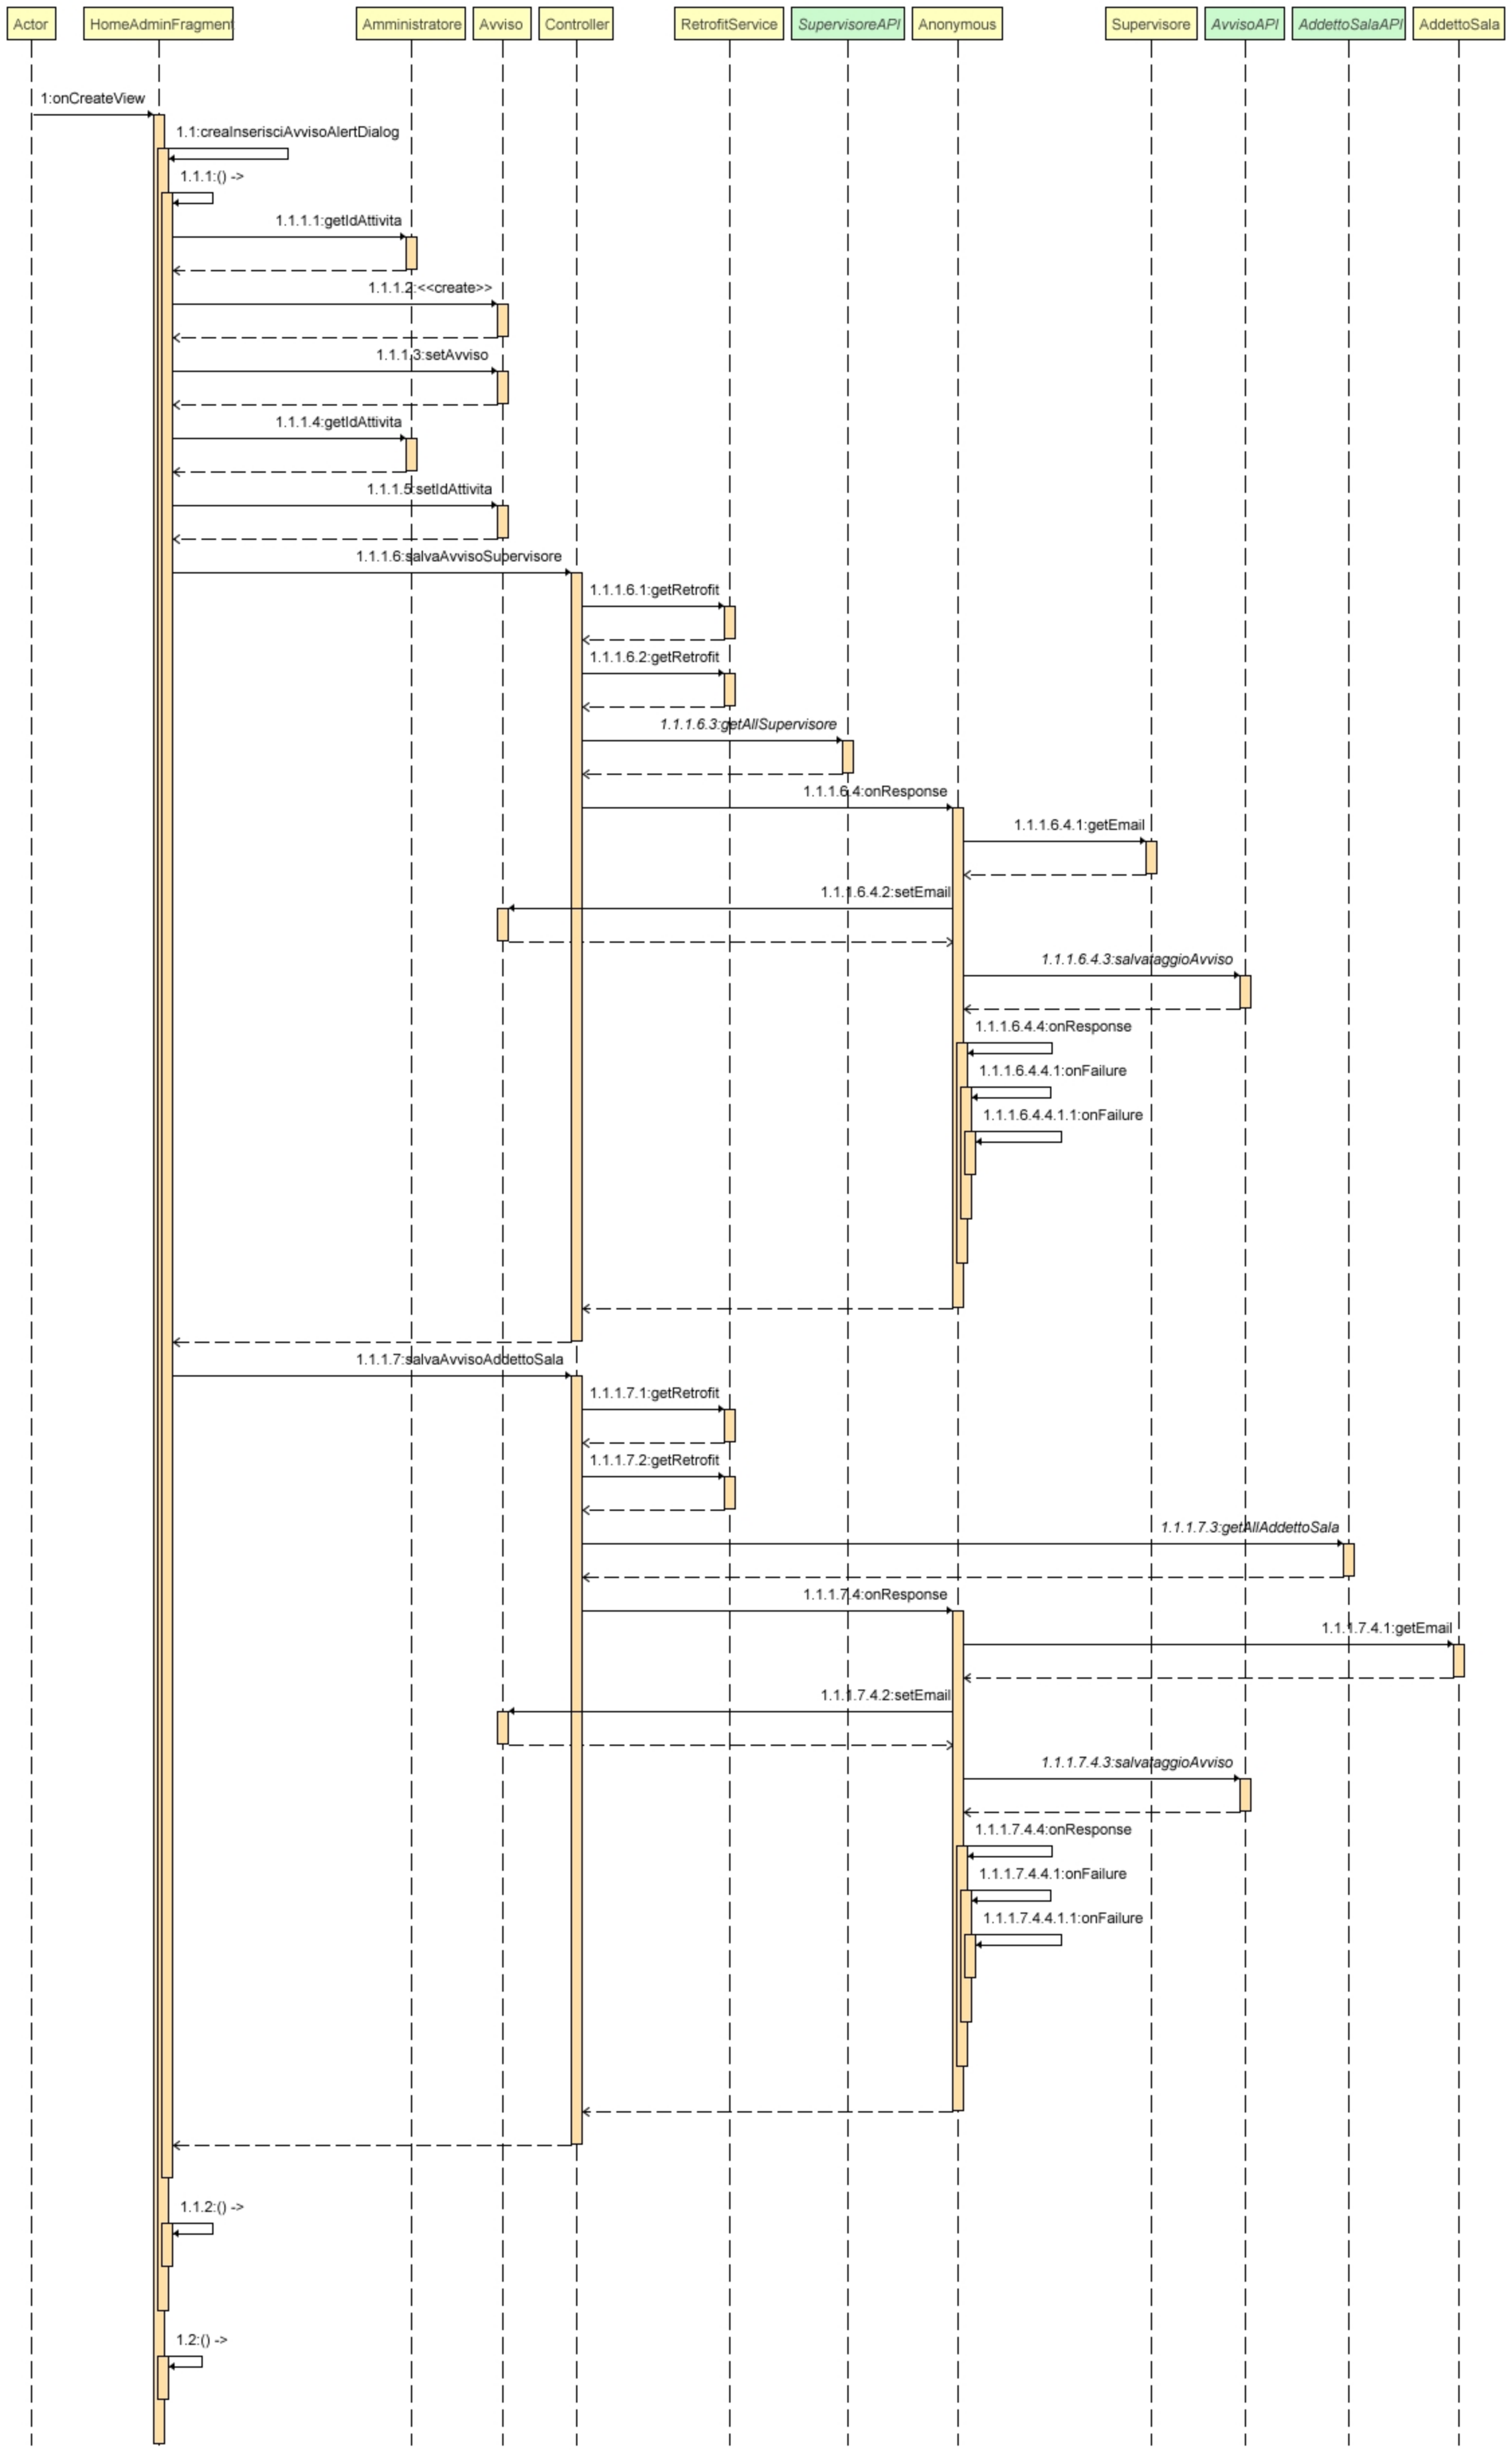 Actor HomeAdminFragment Amministratore Avviso Controller RetrofitService SupervisoreAPI Anonymous Supervisore AvvisoAPI AddettoSalaAPI AddettoSala
1:onCreateView
1.1:creaInserisciAvvisoAlertDialog
1.1.1:() ->
1.1.1.1:getIdAttivita
1.1.1.2:<<create>>
1.1.1.3:setAvviso
1.1.1.4:getIdAttivita
1.1.1.5:setIdAttivita
1.1.1.6:salvaAvvisoSupervisore
1.1.1.6.1:getRetrofit
1.1.1.6.2:getRetrofit
1.1.1.6.3:getAllSupervisore
1.1.1.6.4:onResponse
1.1.1.6.4.1:getEmail
1.1.1.6.4.2:setEmail
1.1.1.6.4.3:salvataggioAvviso
1.1.1.6.4.4:onResponse
1.1.1.6.4.4.1:onFailure
1.1.1.6.4.4.1.1:onFailure
1.1.1.7:salvaAvvisoAddettoSala
1.1.1.7.1:getRetrofit
1.1.1.7.2:getRetrofit
1.1.1.7.3:getAllAddettoSala
1.1.1.7.4:onResponse
1.1.1.7.4.1:getEmail
1.1.1.7.4.2:setEmail
1.1.1.7.4.3:salvataggioAvviso
1.1.1.7.4.4:onResponse
1.1.1.7.4.4.1:onFailure
1.1.1.7.4.4.1.1:onFailure
1.1.2:() ->
1.2:() ->